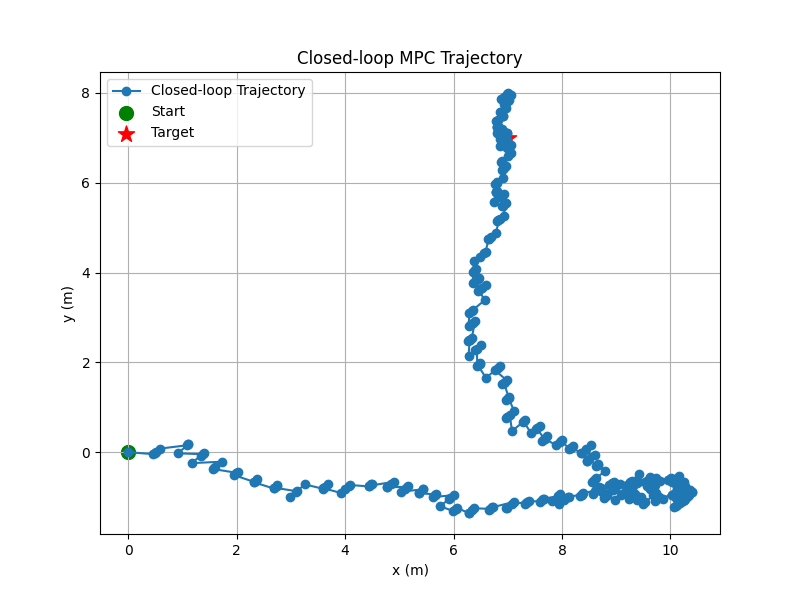 Closed-loop MPC Trajectory
Closed-loop Trajectory
Start
Target
8
6
4
2
0
y (m)
0 2 4 6 8 10
x (m)